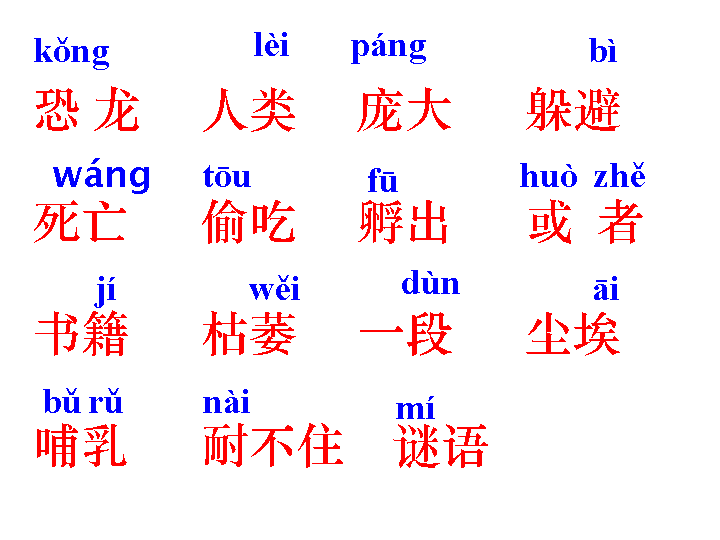 kǒng lèi páng bì
恐龙 人类 庞大 躲避
wáng tōu fū huò zhě
死亡 偷吃 孵出 或者
jí wěi dùn āi
书籍 枯萎 一段 尘埃
bǔ rǔ nài mí
哺乳 耐不住 谜语